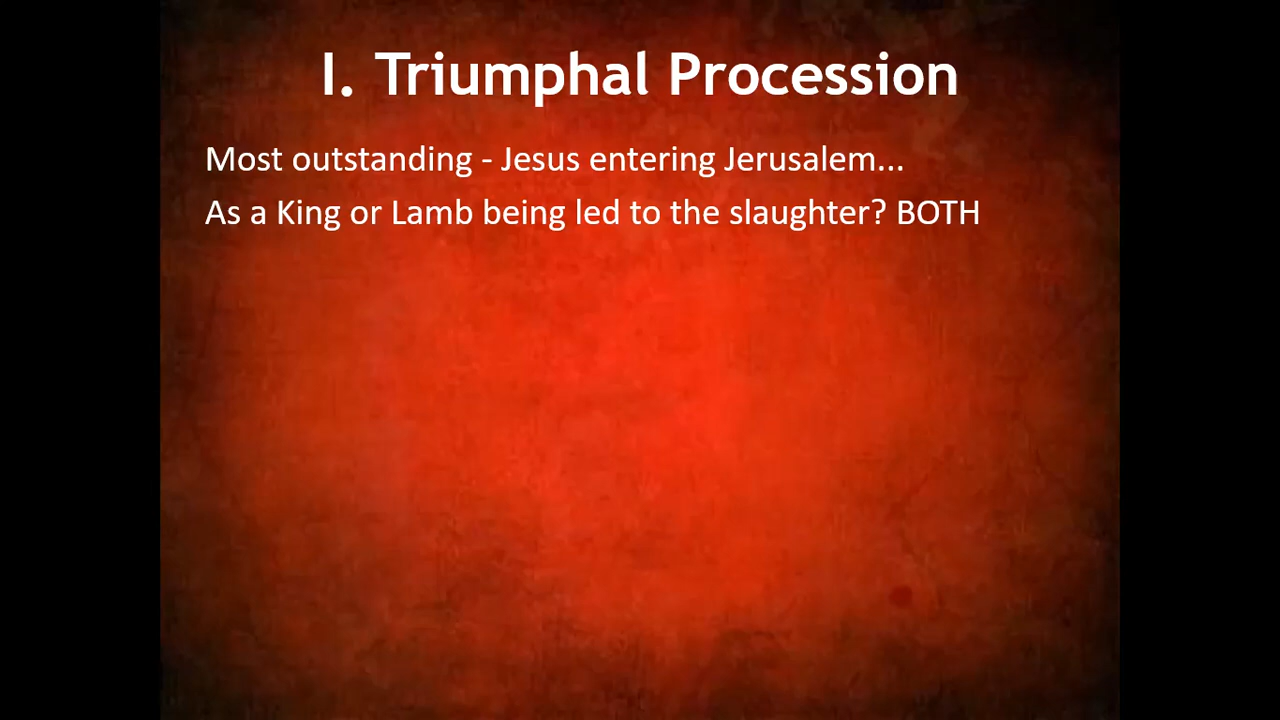 I. Triumphal Procession
Most outstanding - Jesus entering Jerusalem...
As a King or Lamb being led to the slaughter? BOTH